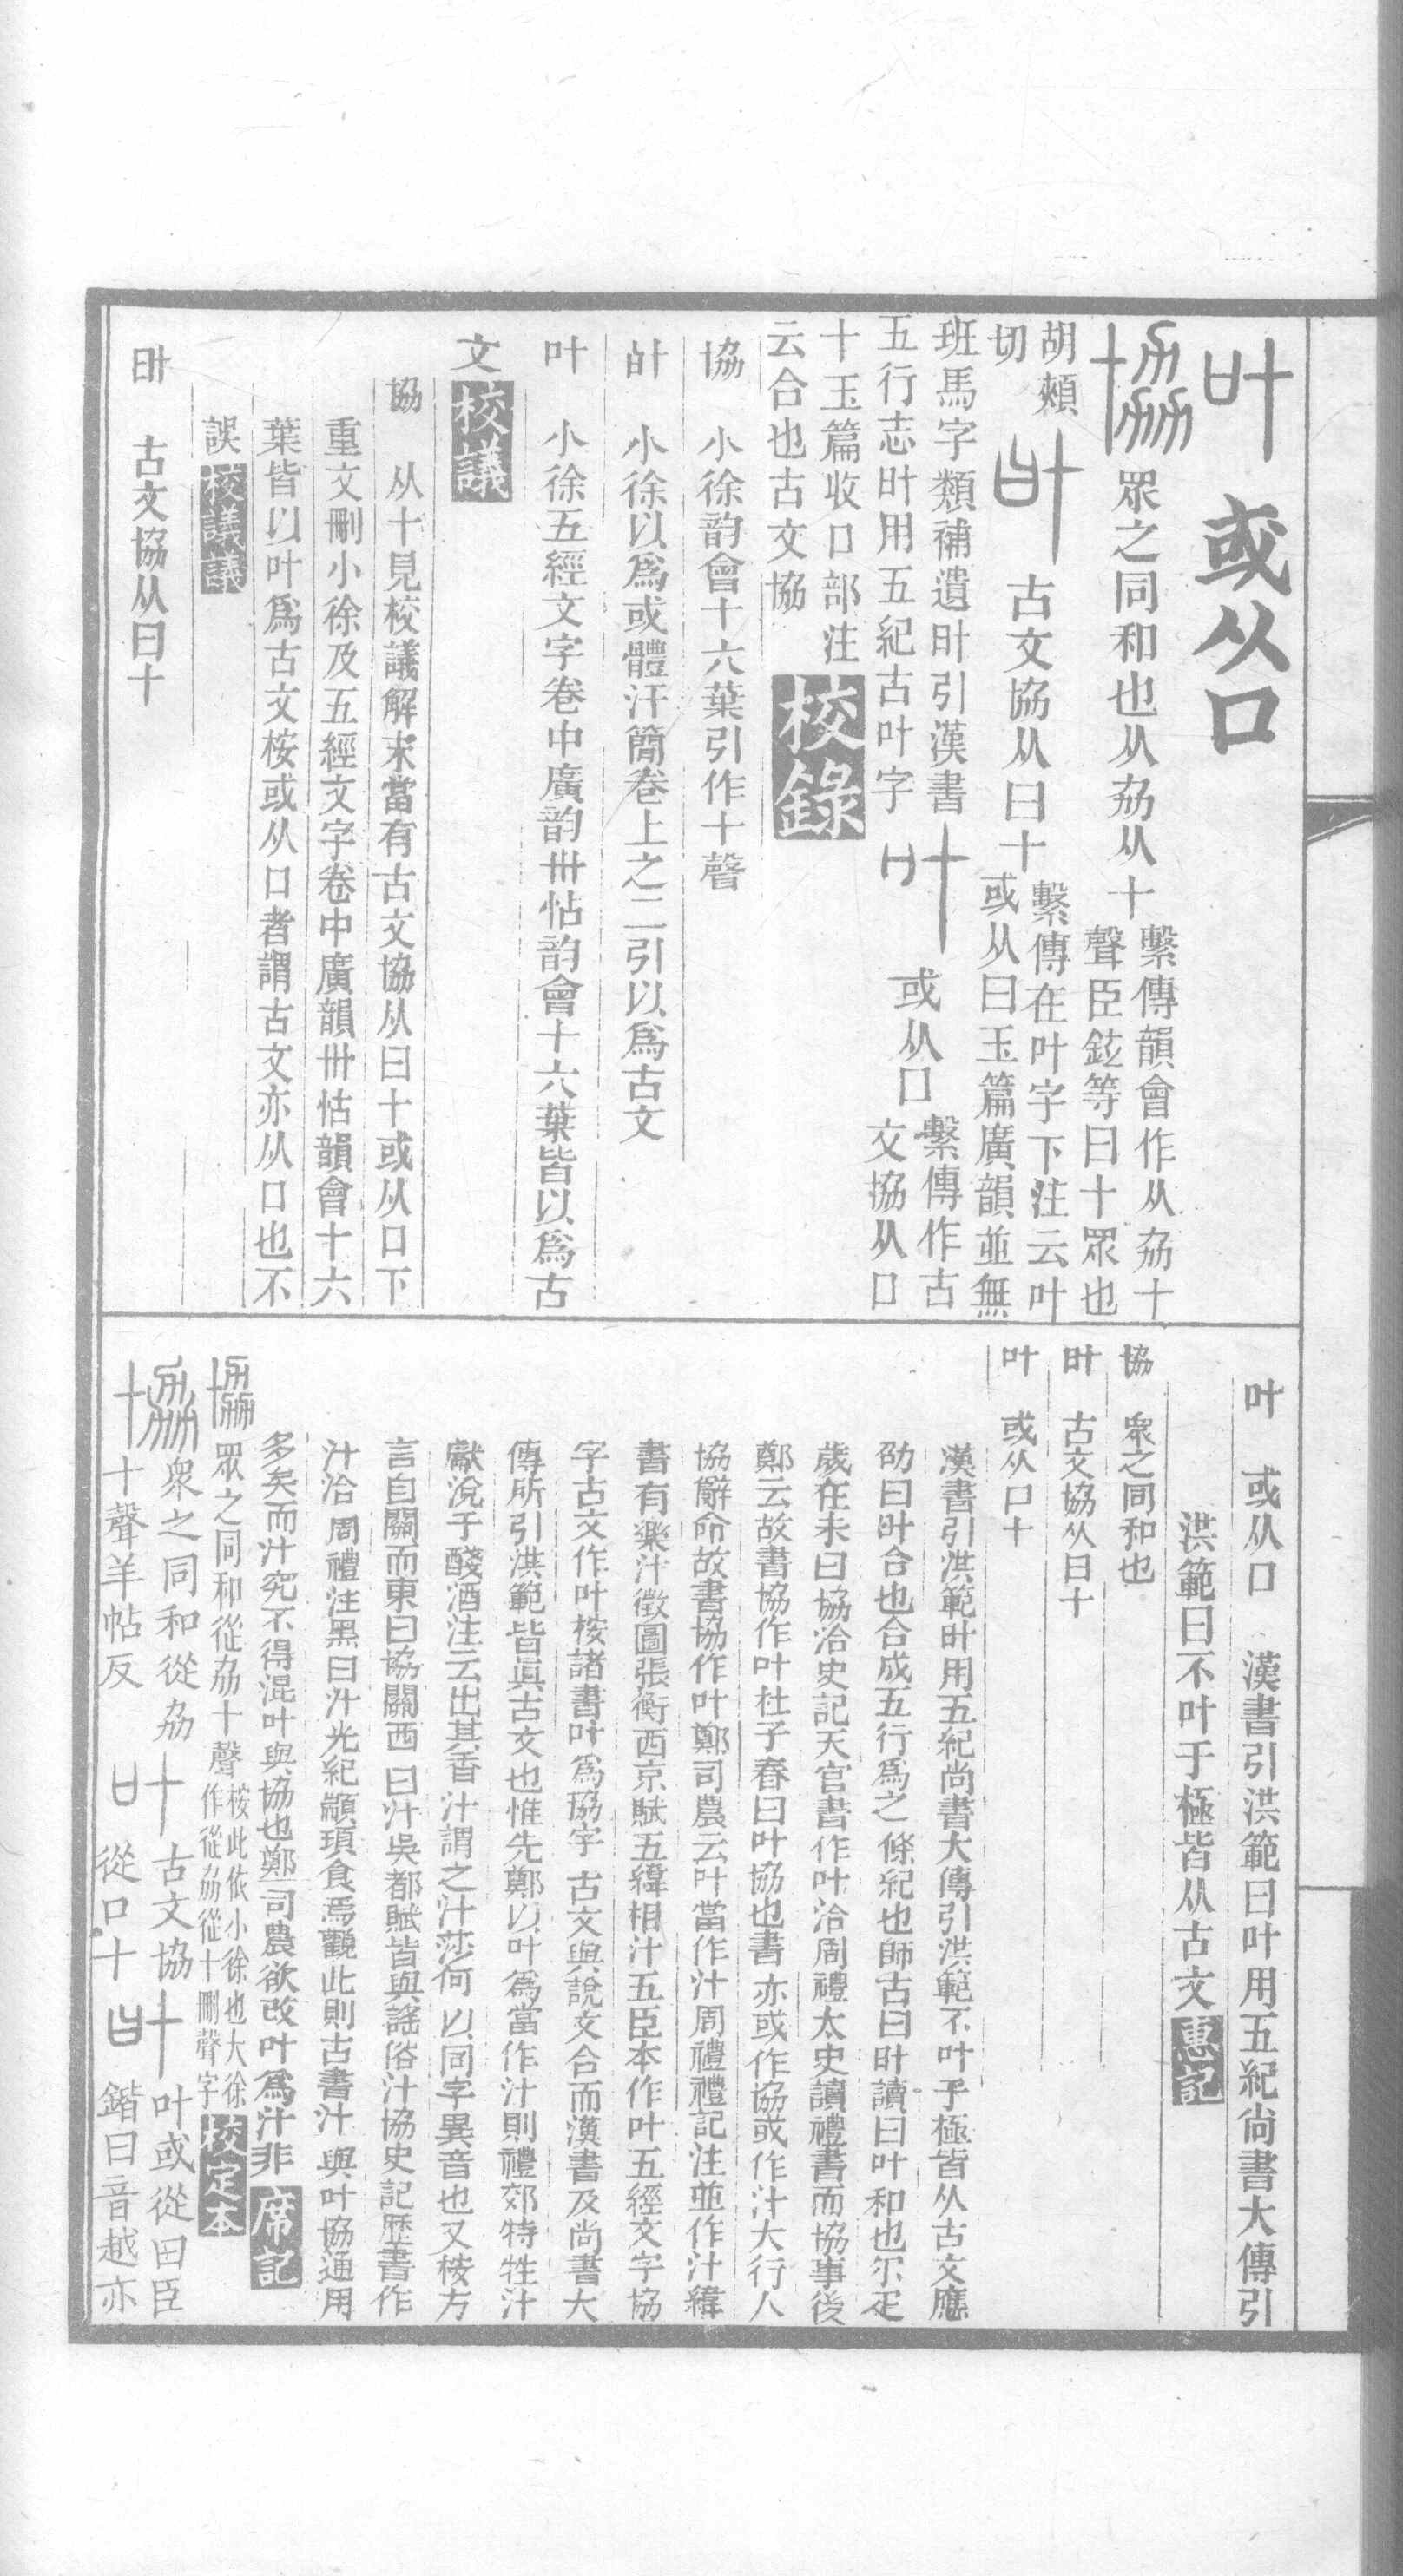 叶 或从口
協 眾之同和也从劦从十 繫傳韻會作从劦十
聲臣鉉等曰十眾也
胡頰
切
叶 古文協从曰十 繫傳在叶字下注云叶
或从曰玉篇廣韻並無
班馬字類補遺旪引漢書
五行志旪用五紀古叶字
十玉篇收口部注
云合也古文協
叶 或从口 繫傳作古
文協从口
校錄
協 小徐韵會十六葉引作十聲
旪 小徐以爲或體汗簡卷上之二引以爲古文
叶 小徐五經文字卷中廣韵卅怗韵會十六葉皆以爲古
文 校議
協 从十見校議解末當有古文協从曰十或从口下
重文刪小徐及五經文字卷中廣韻卅怗韻會十六
葉皆以叶爲古文桉或从口者謂古文亦从口也不
誤 校議議
旪 古文協从曰十
叶 或从口 漢書引洪範曰叶用五紀尚書大傳引
洪範曰不叶于極皆从古文 惠記
協 衆之同和也
旪 古文協从曰十
叶 或从口十
漢書引洪範旪用五紀尚書大傳引洪範不叶于極皆从古文應
劭曰旪合也合成五行爲之條紀也師古曰旪讀曰叶和也尔疋
歲在未曰協洽史記天官書作叶洽周禮太史讀禮書而協事後
鄭云故書協作叶杜子春曰叶協也書亦或作協或作汁大行人
協辭命故書協作叶鄭司農云叶當作汁周禮禮記注並作汁緯
書有樂汁徵圖張衡西京賦五緯相汁五臣本作叶五經文字協
字古文作叶桉諸書叶爲協字古文與說文合而漢書及尚書大
傳所引洪範皆眞古文也惟先鄭以叶爲當作汁則禮郊特牲汁
獻涗于醆酒注云出其香汁謂之汁莎何以同字異音也又桉方
言自關而東曰協關西曰汁吳都賦皆與謠俗汁協史記歷書作
汁洽周禮注黑曰汁光紀顓頊食焉觀此則古書汁與叶協通用
多矣而汁究不得混叶與協也鄭司農欲改叶爲汁非 席記
協 眾之同和從劦十聲 桉此依小徐也大徐
作從劦從十刪聲字 校定本
協 衆之同和從劦
十聲羊帖反
叶 古文協
從口十
叶 叶或從曰臣
鍇曰音越亦